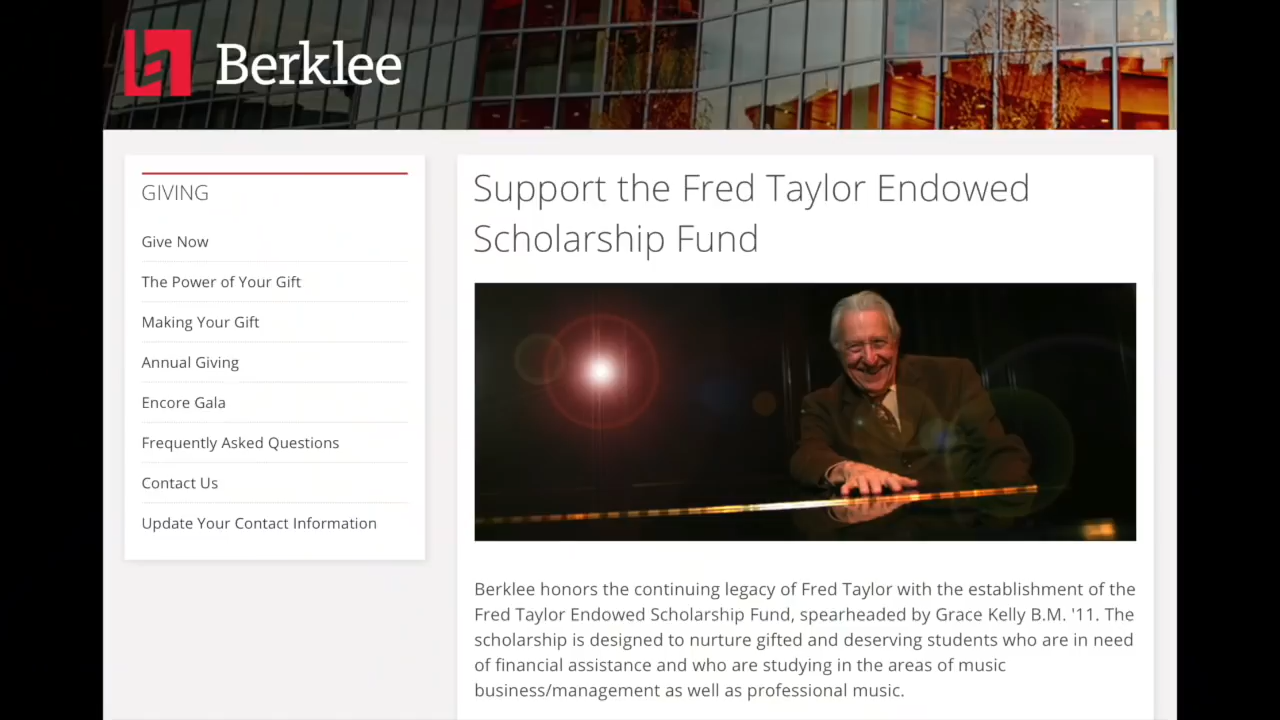 Berklee
GIVING
Give Now
The Power of Your Gift
Making Your Gift
Annual Giving
Encore Gala
Frequently Asked Questions
Contact Us
Update Your Contact Information
Support the Fred Taylor Endowed
Scholarship Fund
Berklee honors the continuing legacy of Fred Taylor with the establishment of the
Fred Taylor Endowed Scholarship Fund, spearheaded by Grace Kelly B.M. '11. The
scholarship is designed to nurture gifted and deserving students who are in need
of financial assistance and who are studying in the areas of music
business/management as well as professional music.